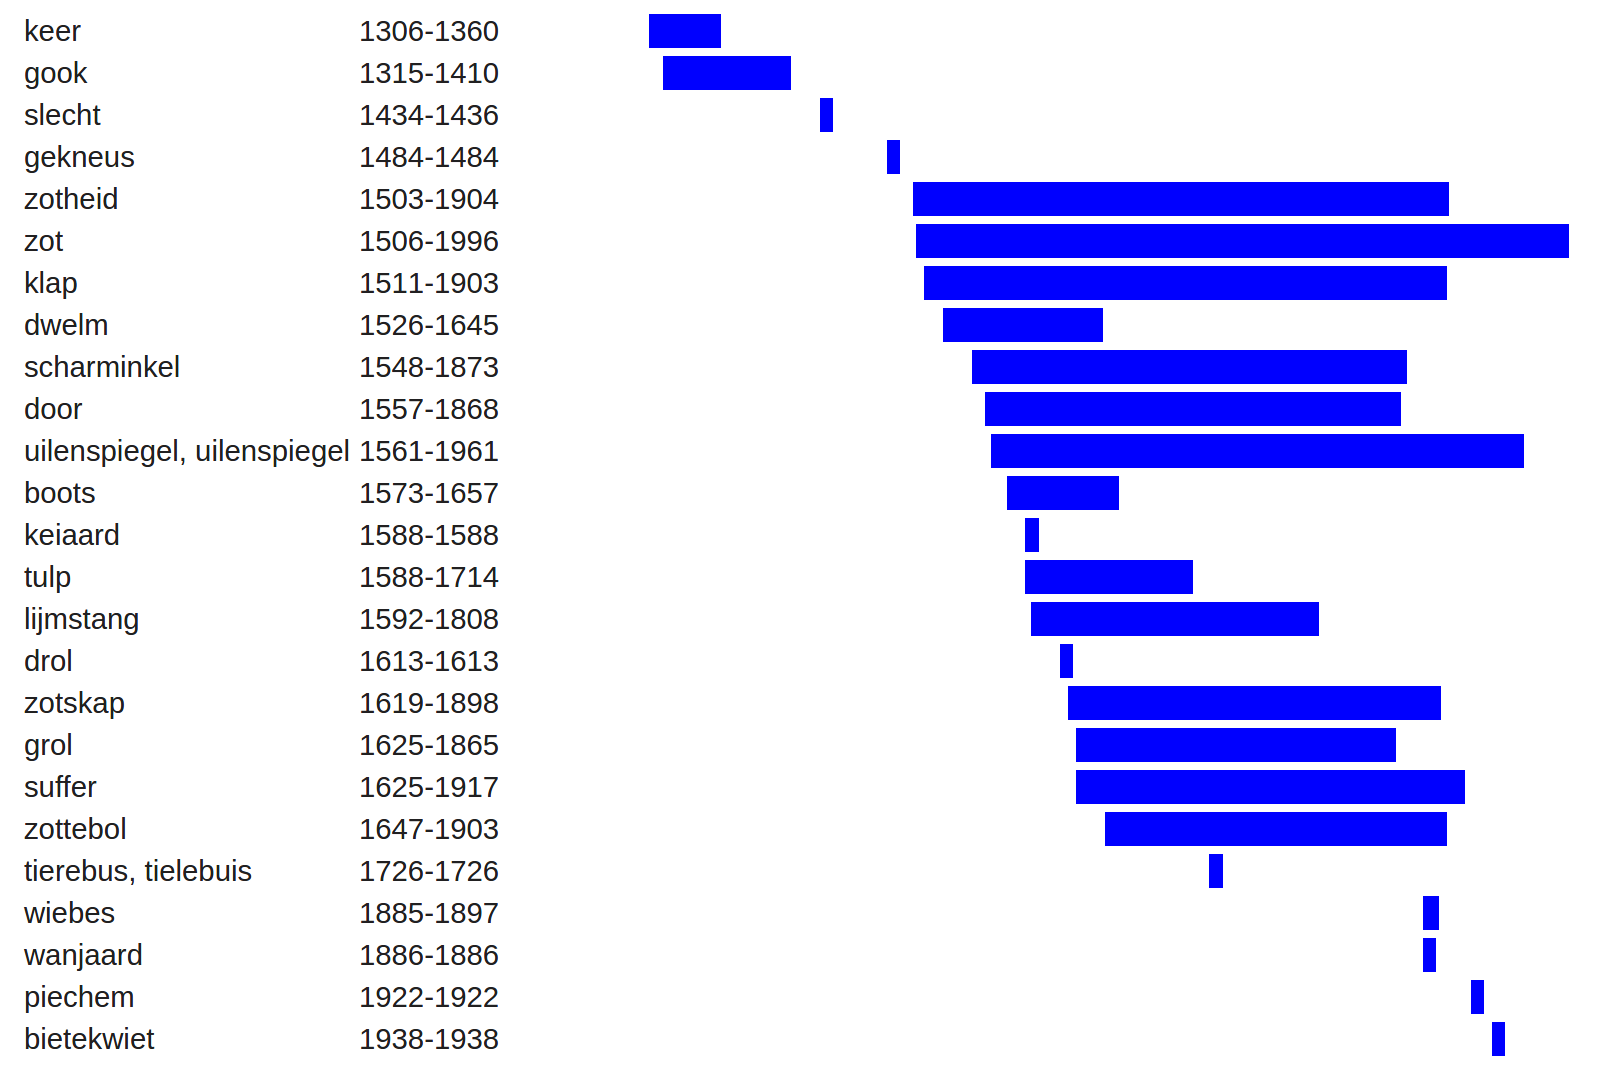 keer 1306-1360
gook 1315-1410
slecht 1434-1436
gekneus 1484-1484
zotheid 1503-1904
zot 1506-1996
klap 1511-1903
dwelm 1526-1645
scharminkel 1548-1873
door 1557-1868
uilenspiegel, uilenspiegel 1561-1961
boots 1573-1657
keiaard 1588-1588
tulp 1588-1714
lijmstang 1592-1808
drol 1613-1613
zotskap 1619-1898
grol 1625-1865
suffer 1625-1917
zottebol 1647-1903
tierebus, tielebuis 1726-1726
wiebes 1885-1897
wanjaard 1886-1886
piechem 1922-1922
bietekwiet 1938-1938